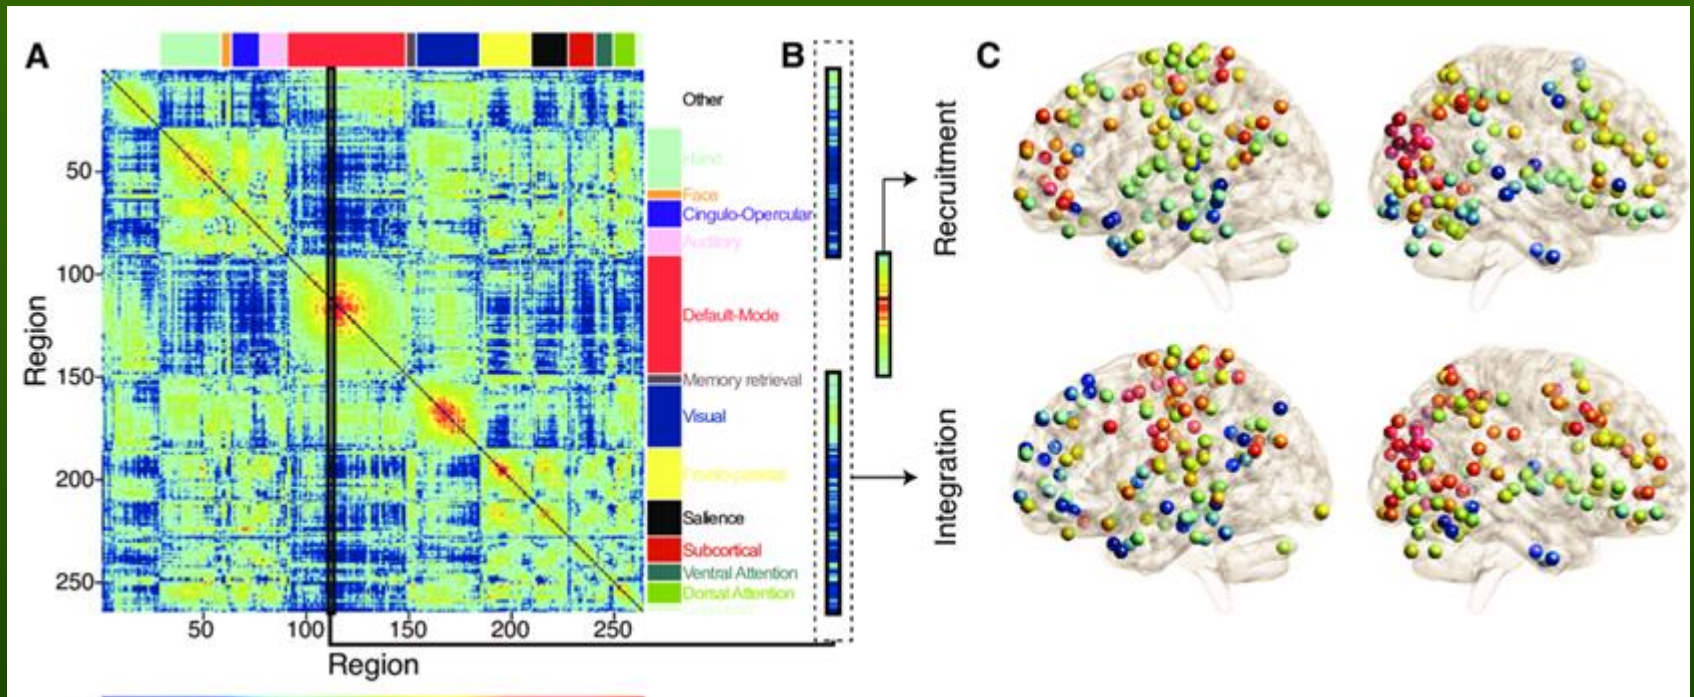 A
B
C
Other
Hand
Face
Cingulo-Opercular
Auditory
Default-Mode
Memory retrieval
Visual
Fronto-parietal
Salience
Subcortical
Ventral Attention
Dorsal Attention
Region
50
100
150
200
250
50
100
150
200
250
Region
Recruitment
Integration